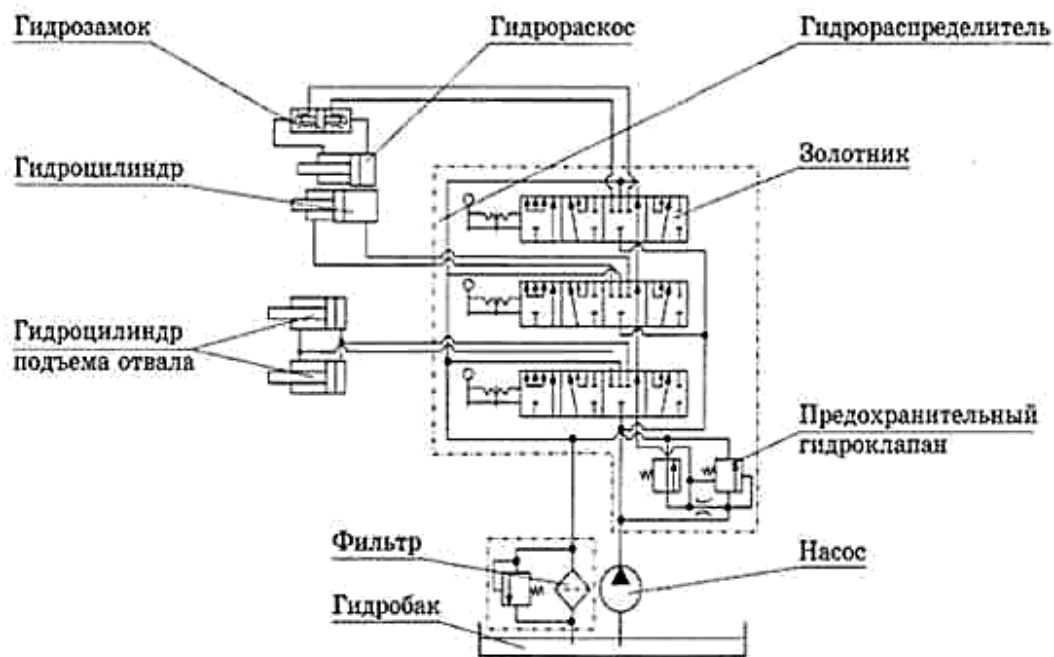 Гидрозамок
Гидрораскос
Гидрораспределитель
Золотник
Гидроцилиндр
Гидроцилиндр
подъема отвала
Предохранительный
гидроклапан
Фильтр
Насос
Гидробак